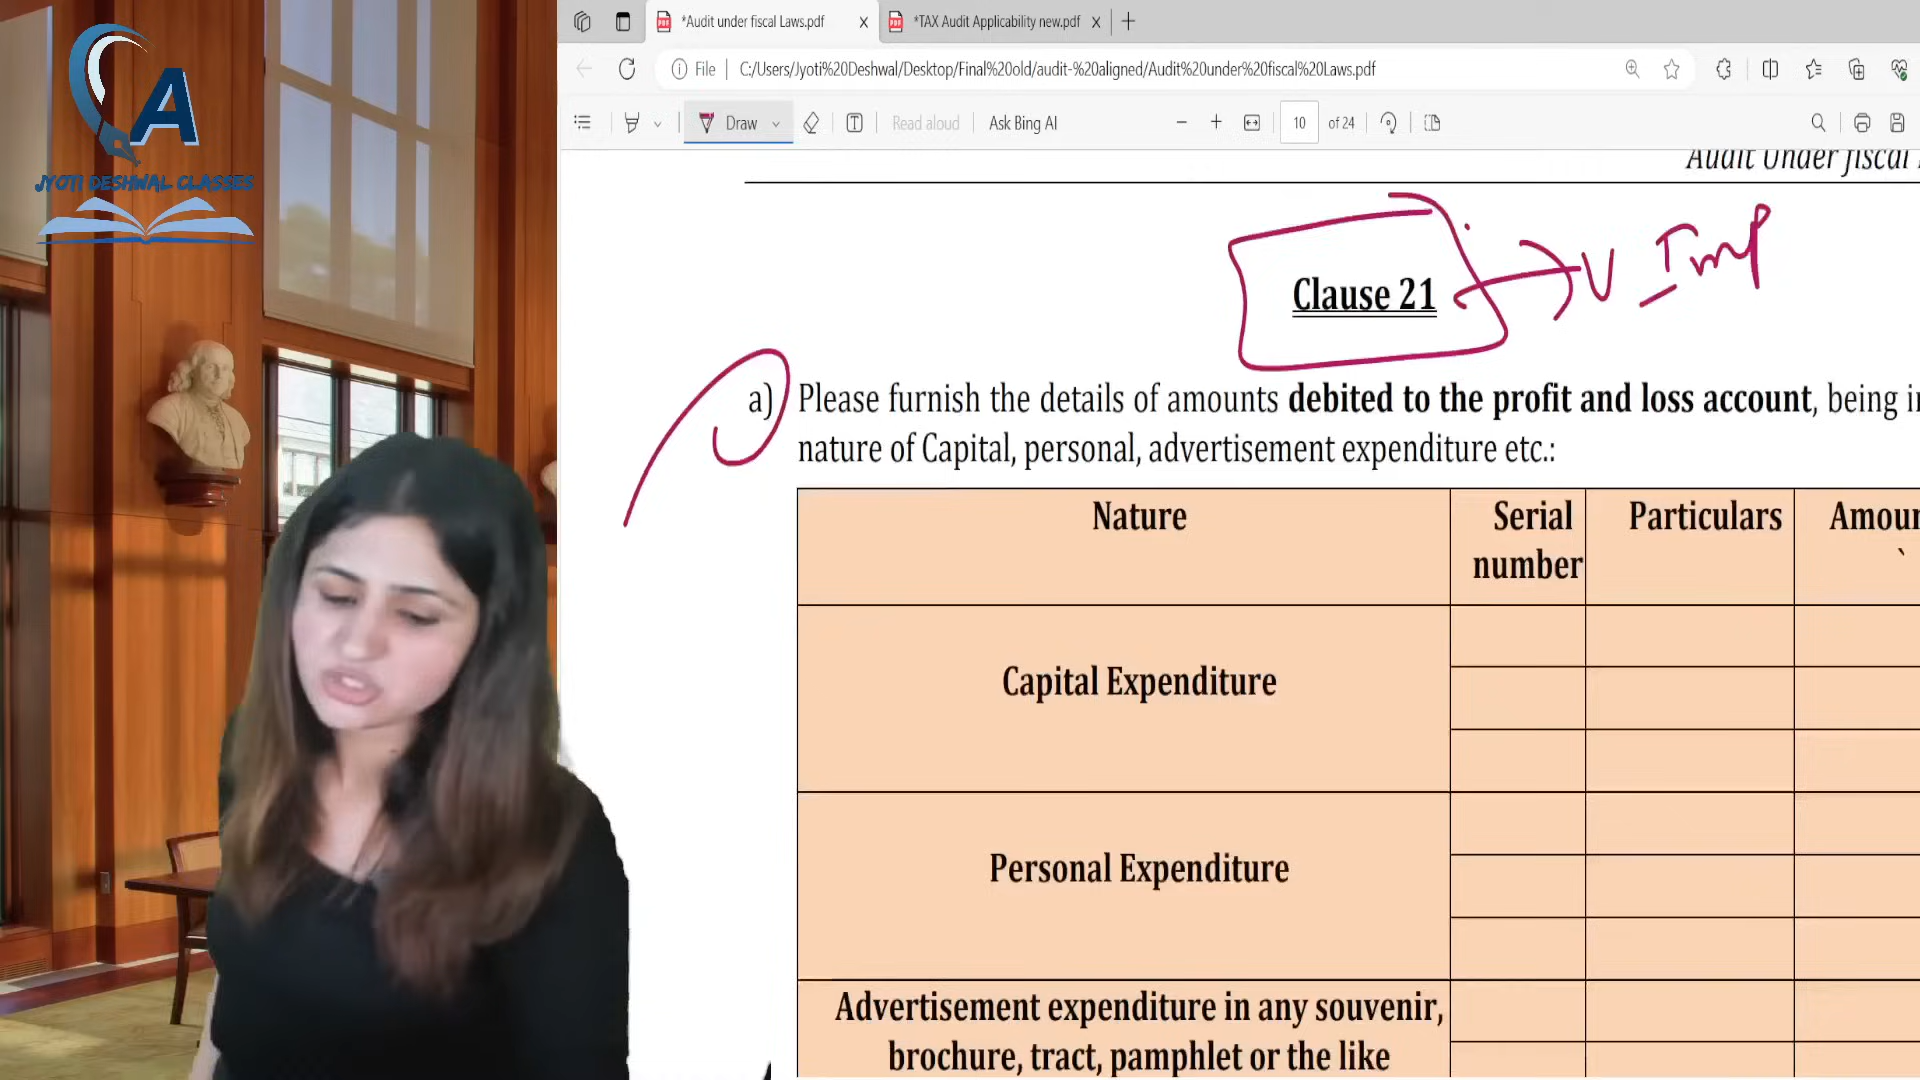 A
JYOTI DESHWAL CLASSES
*Audit under fiscal Laws.pdf
*TAX Audit Applicability new.pdf
File C:/Users/Jyoti%20Deshwal/Desktop/Final%20old/audit-%20aligned/Audit%20under%20fiscal%20Laws.pdf
Draw Read aloud Ask Bing AI 10 of 24
Audit Under fiscal
Clause 21
V Imp
a) Please furnish the details of amounts debited to the profit and loss account, being
nature of Capital, personal, advertisement expenditure etc.:
Nature
Serial
number
Particulars
Capital Expenditure
Personal Expenditure
Advertisement expenditure in any souvenir,
brochure, tract, pamphlet or the like